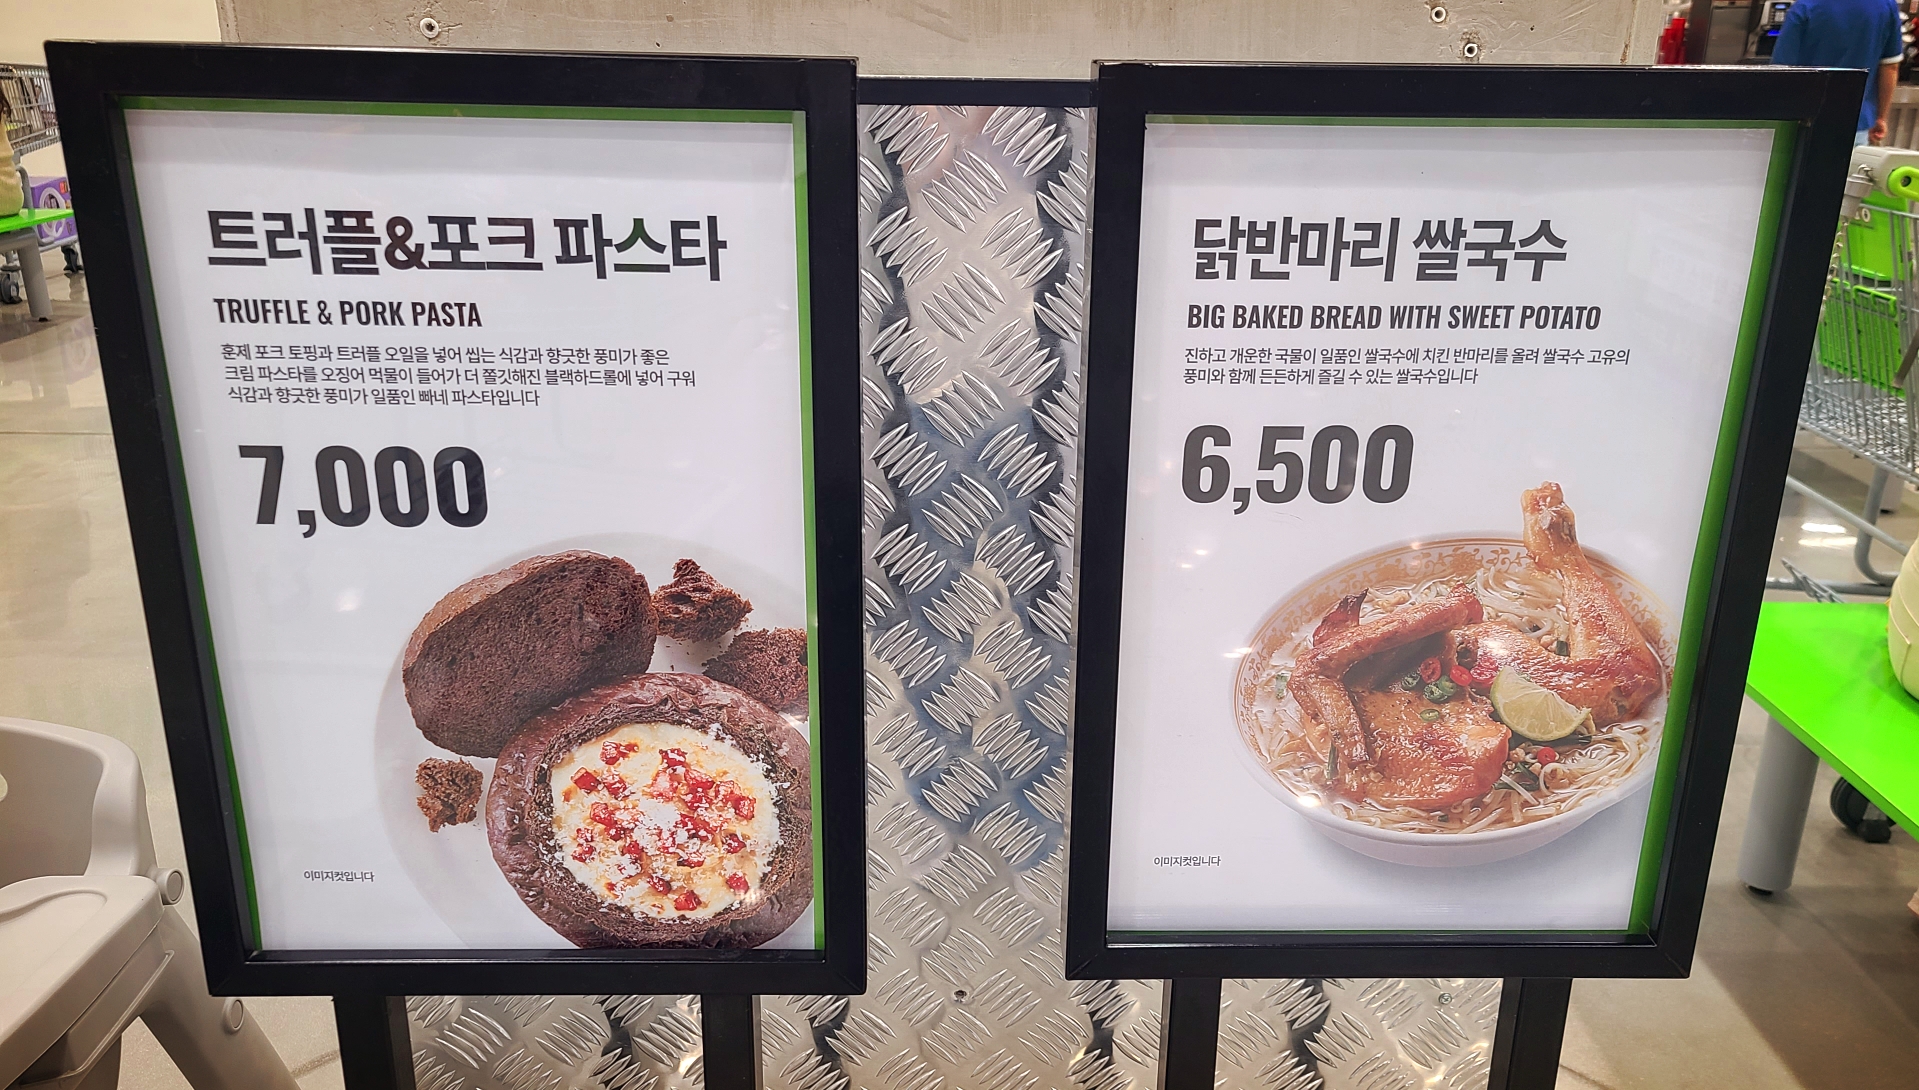 트러플&포크 파스타
TRUFFLE & PORK PASTA
훈제 포크 토핑과 트러플 오일을 넣어 씹는 식감과 향긋한 풍미가 좋은
크림 파스타를 오징어 먹물이 들어가 더 쫄깃해진 블랙하드롤에 넣어 구워
식감과 향긋한 풍미가 일품인 빠네 파스타입니다
7,000
이미지컷입니다
닭반마리 쌀국수
BIG BAKED BREAD WITH SWEET POTATO
진하고 개운한 국물이 일품인 쌀국수에 치킨 반마리를 올려 쌀국수 고유의
풍미와 함께 든든하게 즐길 수 있는 쌀국수입니다
6,500
이미지컷입니다